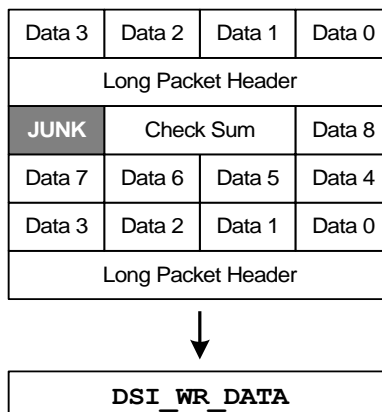 Data 3 Data 2 Data 1 Data 0
Long Packet Header
JUNK Check Sum Data 8
Data 7 Data 6 Data 5 Data 4
Data 3 Data 2 Data 1 Data 0
Long Packet Header
DSI_WR_DATA